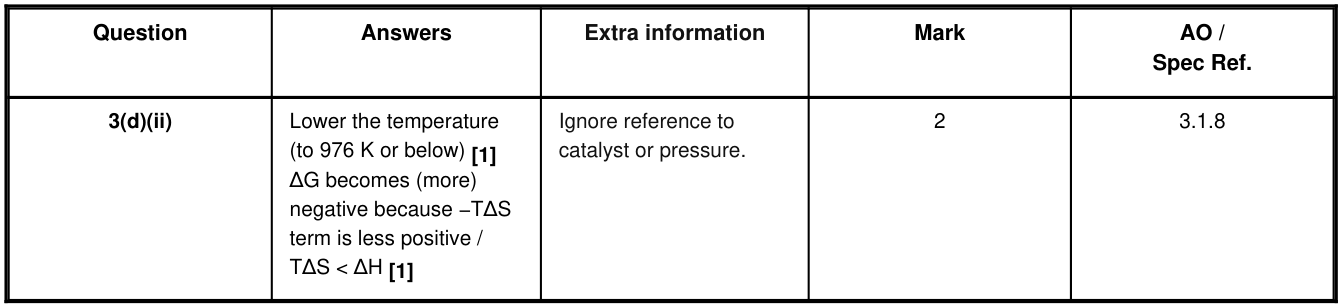 Question Answers Extra information Mark AO /
Spec Ref.
3(d)(ii) Lower the temperature Ignore reference to 2 3.1.8
(to 976 K or below) [1] catalyst or pressure.
ΔG becomes (more)
negative because −TΔS
term is less positive /
TΔS < ΔH [1]